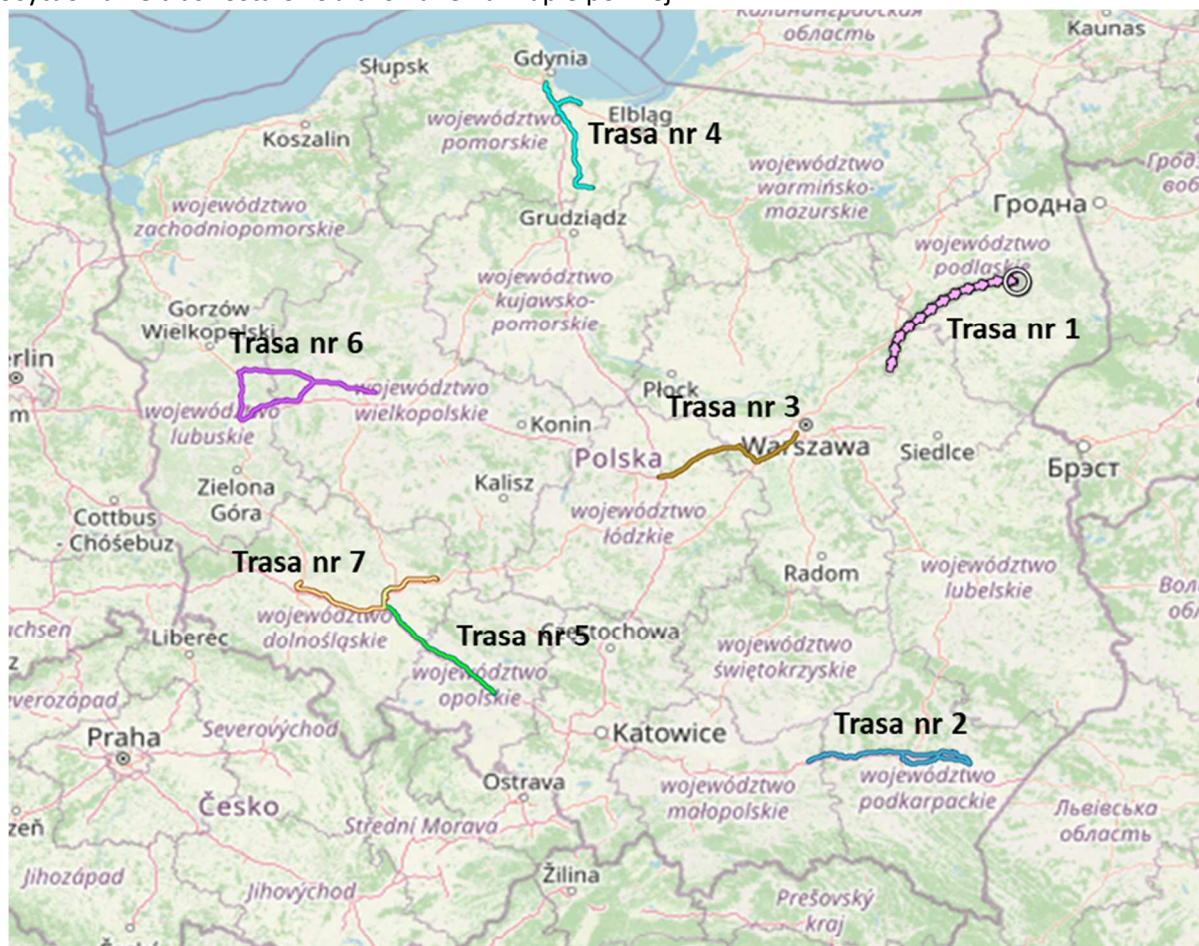 Калининградская
область
Kaunas
Gdynia
Słupsk
Elbląg
województwo
pomorskie
Trasa nr 4
Koszalin
województwo
warmińsko-
mazurskie
województwo
zachodniopomorskie
Гродна
Grudziądz
województwo
podlaskie
województwo
kujawsko-
pomorskie
Gorzów
Wielkopolski
Trasa nr 1
Trasa nr 6
Płock
województwo
wielkopolskie
Trasa nr 3
województwo
lubuskie
Konin
Warszawa
Siedlce
Polska
Брэст
Kalisz
Zielona
Góra
województwo
łódzkie
Cottbus
- Chóśebuz
Trasa nr 7
Radom
województwo
lubelskie
województwo
dolnośląskie
Liberec
Trasa nr 5
Częstochowa
województwo
świętokrzyskie
województwo
opolskie
Severovýchod
Praha
Katowice
Trasa nr 2
Ostrava
województwo
małopolskie
województwo
podkarpackie
Česko
Střední Morava
Львівська
область
Jihozápad
Jihovýchod
Žilina
Prešovský
kraj